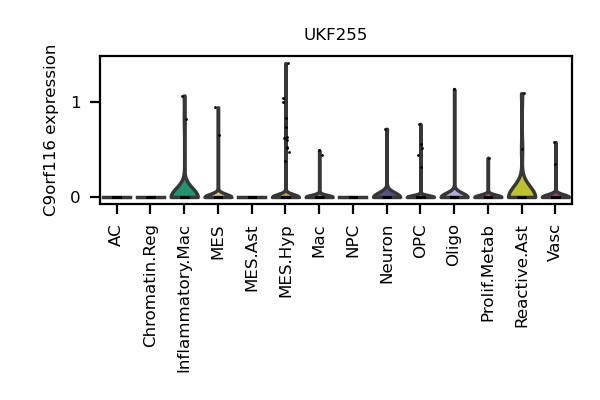 UKF255
C9orf116 expression
1
0
AC
Chromatin.Reg
Inflammatory.Mac
MES
MES.Ast
MES.Hyp
Mac
NPC
Neuron
OPC
Oligo
Prolif.Metab
Reactive.Ast
Vasc